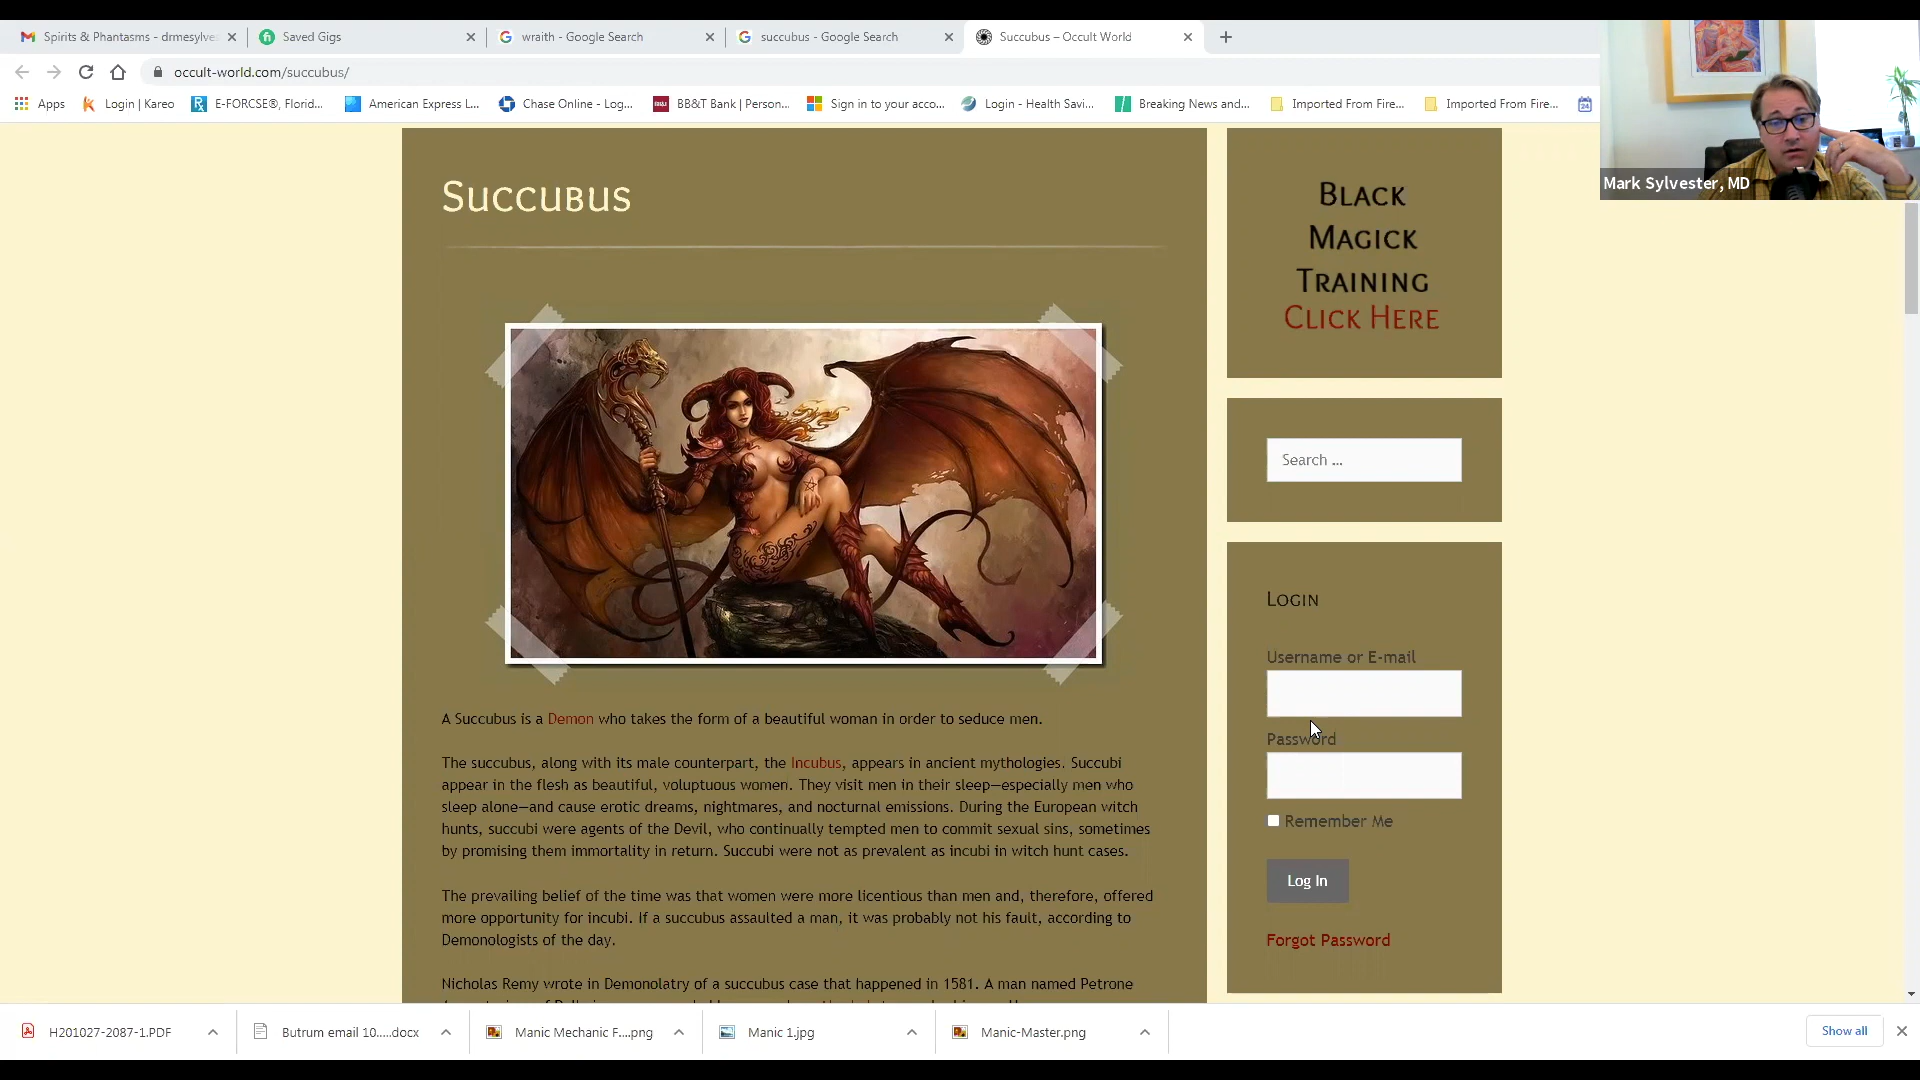 Spirits & Phantasms - drmesylve
Saved Gigs
wraith - Google Search
succubus - Google Search
Succubus – Occult World
occult-world.com/succubus/
Apps
Login | Kareo
E-FORCSE®, Florid...
American Express L...
Chase Online - Log...
BB&T Bank | Person...
Sign in to your acco...
Login - Health Savi...
Breaking News and...
Imported From Fire...
Imported From Fire...
24
Mark Sylvester, MD
Succubus
A Succubus is a Demon who takes the form of a beautiful woman in order to seduce men.
The succubus, along with its male counterpart, the Incubus, appears in ancient mythologies. Succubi
appear in the flesh as beautiful, voluptuous women. They visit men in their sleep—especially men who
sleep alone—and cause erotic dreams, nightmares, and nocturnal emissions. During the European witch
hunts, succubi were agents of the Devil, who continually tempted men to commit sexual sins, sometimes
by promising them immortality in return. Succubi were not as prevalent as incubi in witch hunt cases.
The prevailing belief of the time was that women were more licentious than men and, therefore, offered
more opportunity for incubi. If a succubus assaulted a man, it was probably not his fault, according to
Demonologists of the day.
Nicholas Remy wrote in Demonolatry of a succubus case that happened in 1581. A man named Petrone
Black
Magick
Training
Click Here
Search ...
Login
Username or E-mail
Password
Remember Me
Log In
Forgot Password
H201027-2087-1.PDF
Butrum email 10.....docx
Manic Mechanic F....png
Manic 1.jpg
Manic-Master.png
Show all